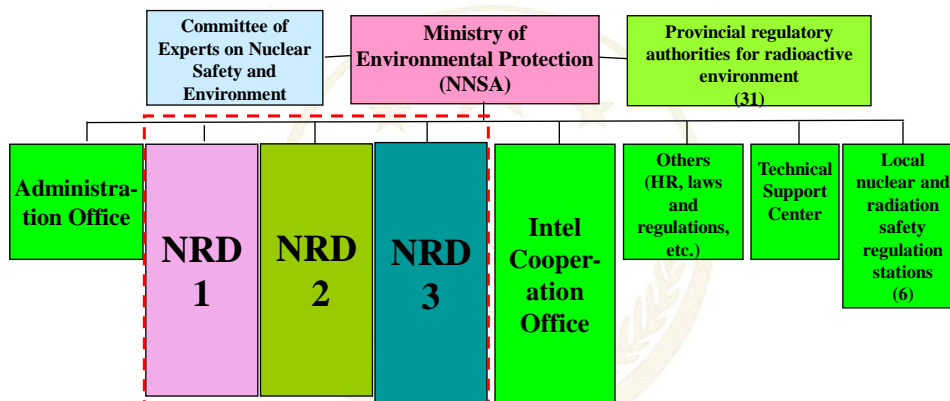 Committee of
Experts on Nuclear
Safety and
Environment
Ministry of
Environmental Protection
(NNSA)
Provincial regulatory
authorities for radioactive
environment
(31)
Administra-
tion Office
NRD
1
NRD
2
NRD
3
Intel
Cooper-
ation
Office
Others
(HR, laws
and
regulations,
etc.)
Technical
Support
Center
Local
nuclear and
radiation
safety
regulation
stations
(6)